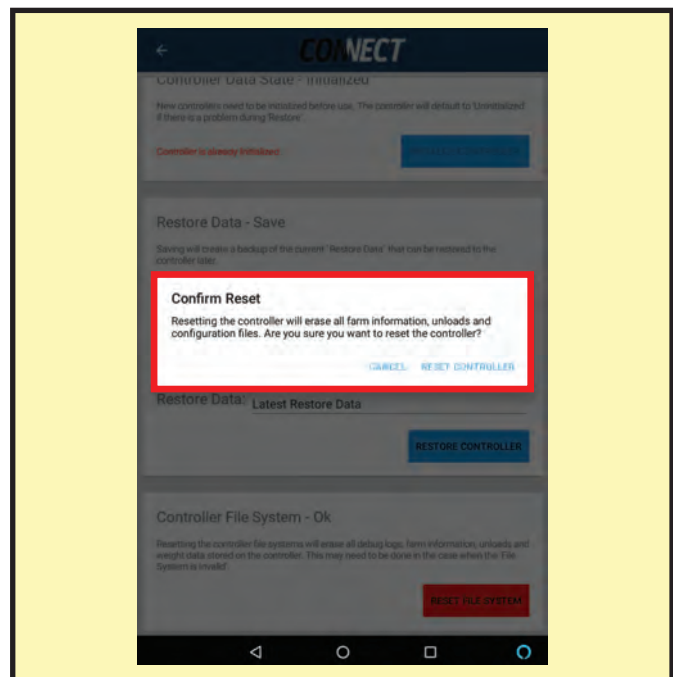 CONNECT
Controller Data State - Initialized
New controllers need to be initialized before use. The controller will default to 'Uninitialized'
if there is a problem during 'Restore'.
Controller is already Initialized
CONTROLLER
Restore Data - Save
Saving will create a backup of the current 'Restore Data' that can be restored to the
controller later.
Confirm Reset
Resetting the controller will erase all farm information, unloads and
configuration files. Are you sure you want to reset the controller?
CANCEL RESET CONTROLLER
Restore Data: Latest Restore Data
RESTORE CONTROLLER
Controller File System - Ok
Resetting the controller file systems will erase all debug logs, farm information, unloads and
weight data stored on the controller. This may need to be done in the case when the 'File
System is invalid'
RESET FILE SYSTEM